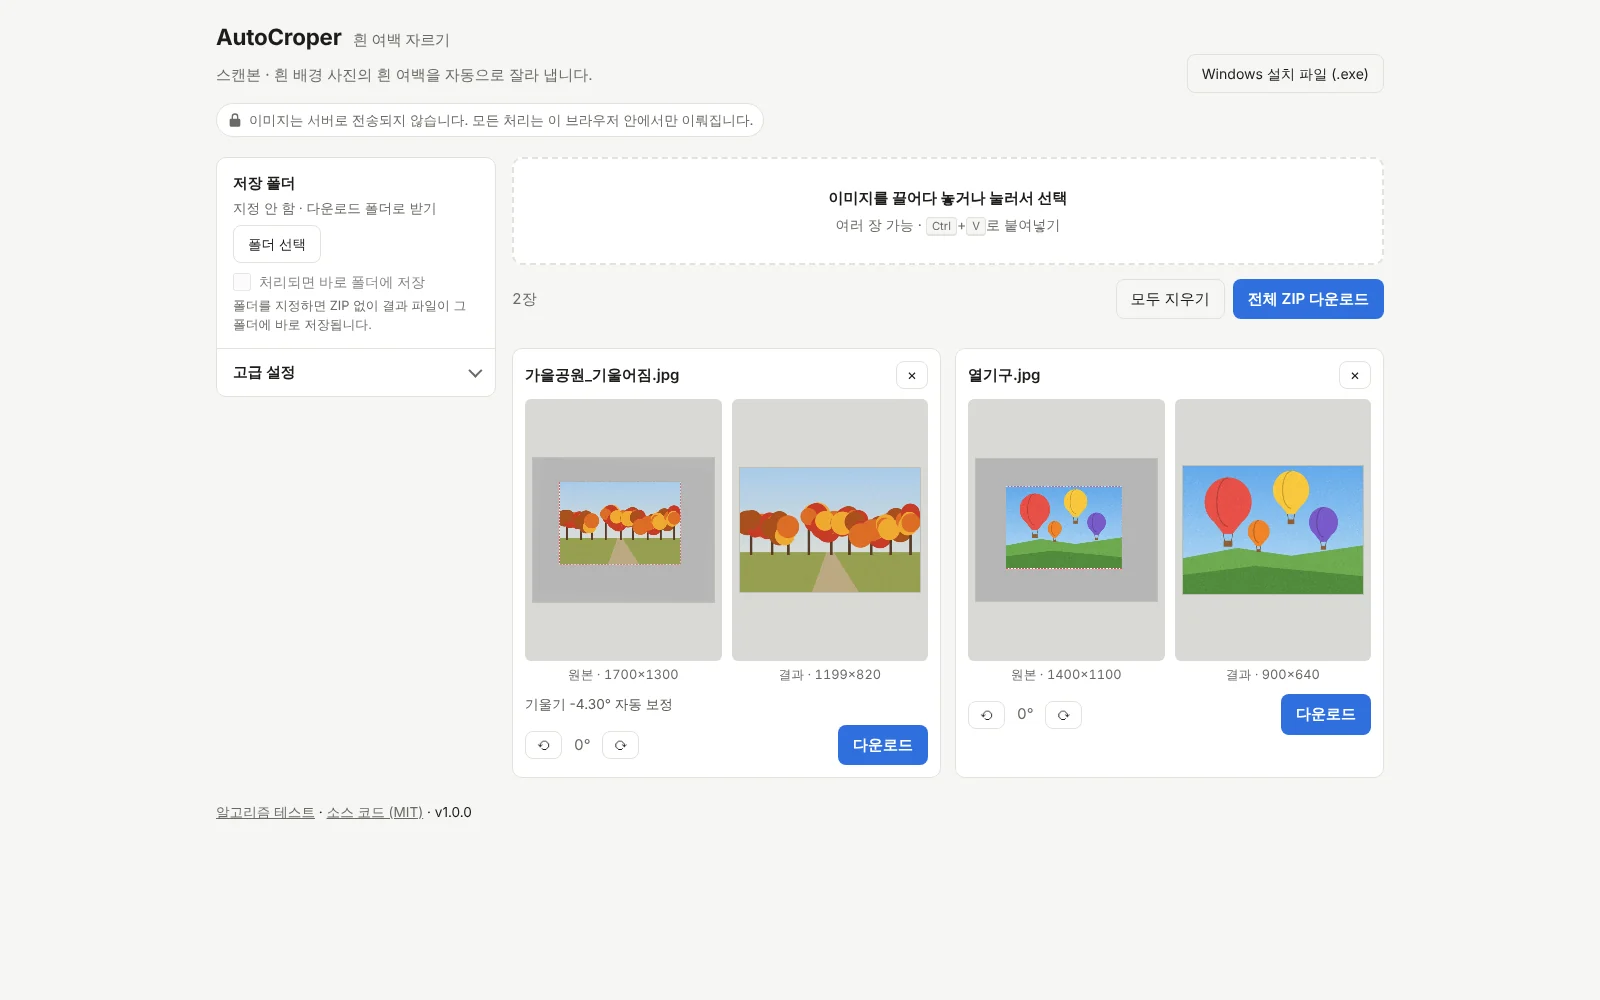 AutoCroper 흰 여백 자르기
스캔본 · 흰 배경 사진의 흰 여백을 자동으로 잘라 냅니다.
Windows 설치 파일 (.exe)
이미지는 서버로 전송되지 않습니다. 모든 처리는 이 브라우저 안에서만 이뤄집니다.
저장 폴더
지정 안 함 · 다운로드 폴더로 받기
폴더 선택
처리되면 바로 폴더에 저장
폴더를 지정하면 ZIP 없이 결과 파일이 그
폴더에 바로 저장됩니다.
고급 설정
이미지를 끌어다 놓거나 눌러서 선택
여러 장 가능 · Ctrl+V로 붙여넣기
2장
모두 지우기
전체 ZIP 다운로드
가을공원_기울어짐.jpg
×
원본 · 1700×1300
결과 · 1199×820
기울기 -4.30° 자동 보정
0°
다운로드
열기구.jpg
×
원본 · 1400×1100
결과 · 900×640
0°
다운로드
알고리즘 테스트 · 소스 코드 (MIT) · v1.0.0